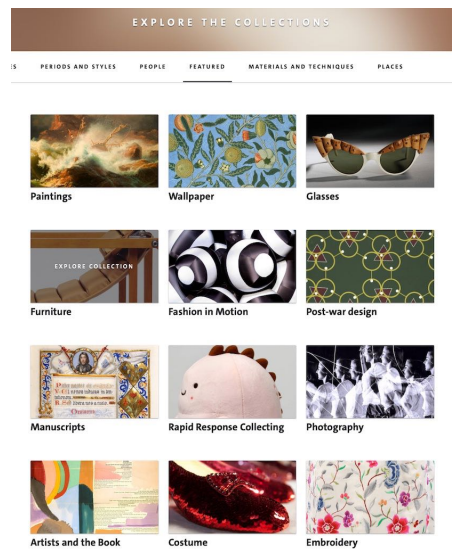 EXPLORE THE COLLECTIONS
PERIODS AND STYLES PEOPLE FEATURED MATERIALS AND TECHNIQUES PLACES
Paintings Wallpaper Glasses
EXPLORE COLLECTION
Furniture Fashion in Motion Post-war design
Manuscripts Rapid Response Collecting Photography
Artists and the Book Costume Embroidery